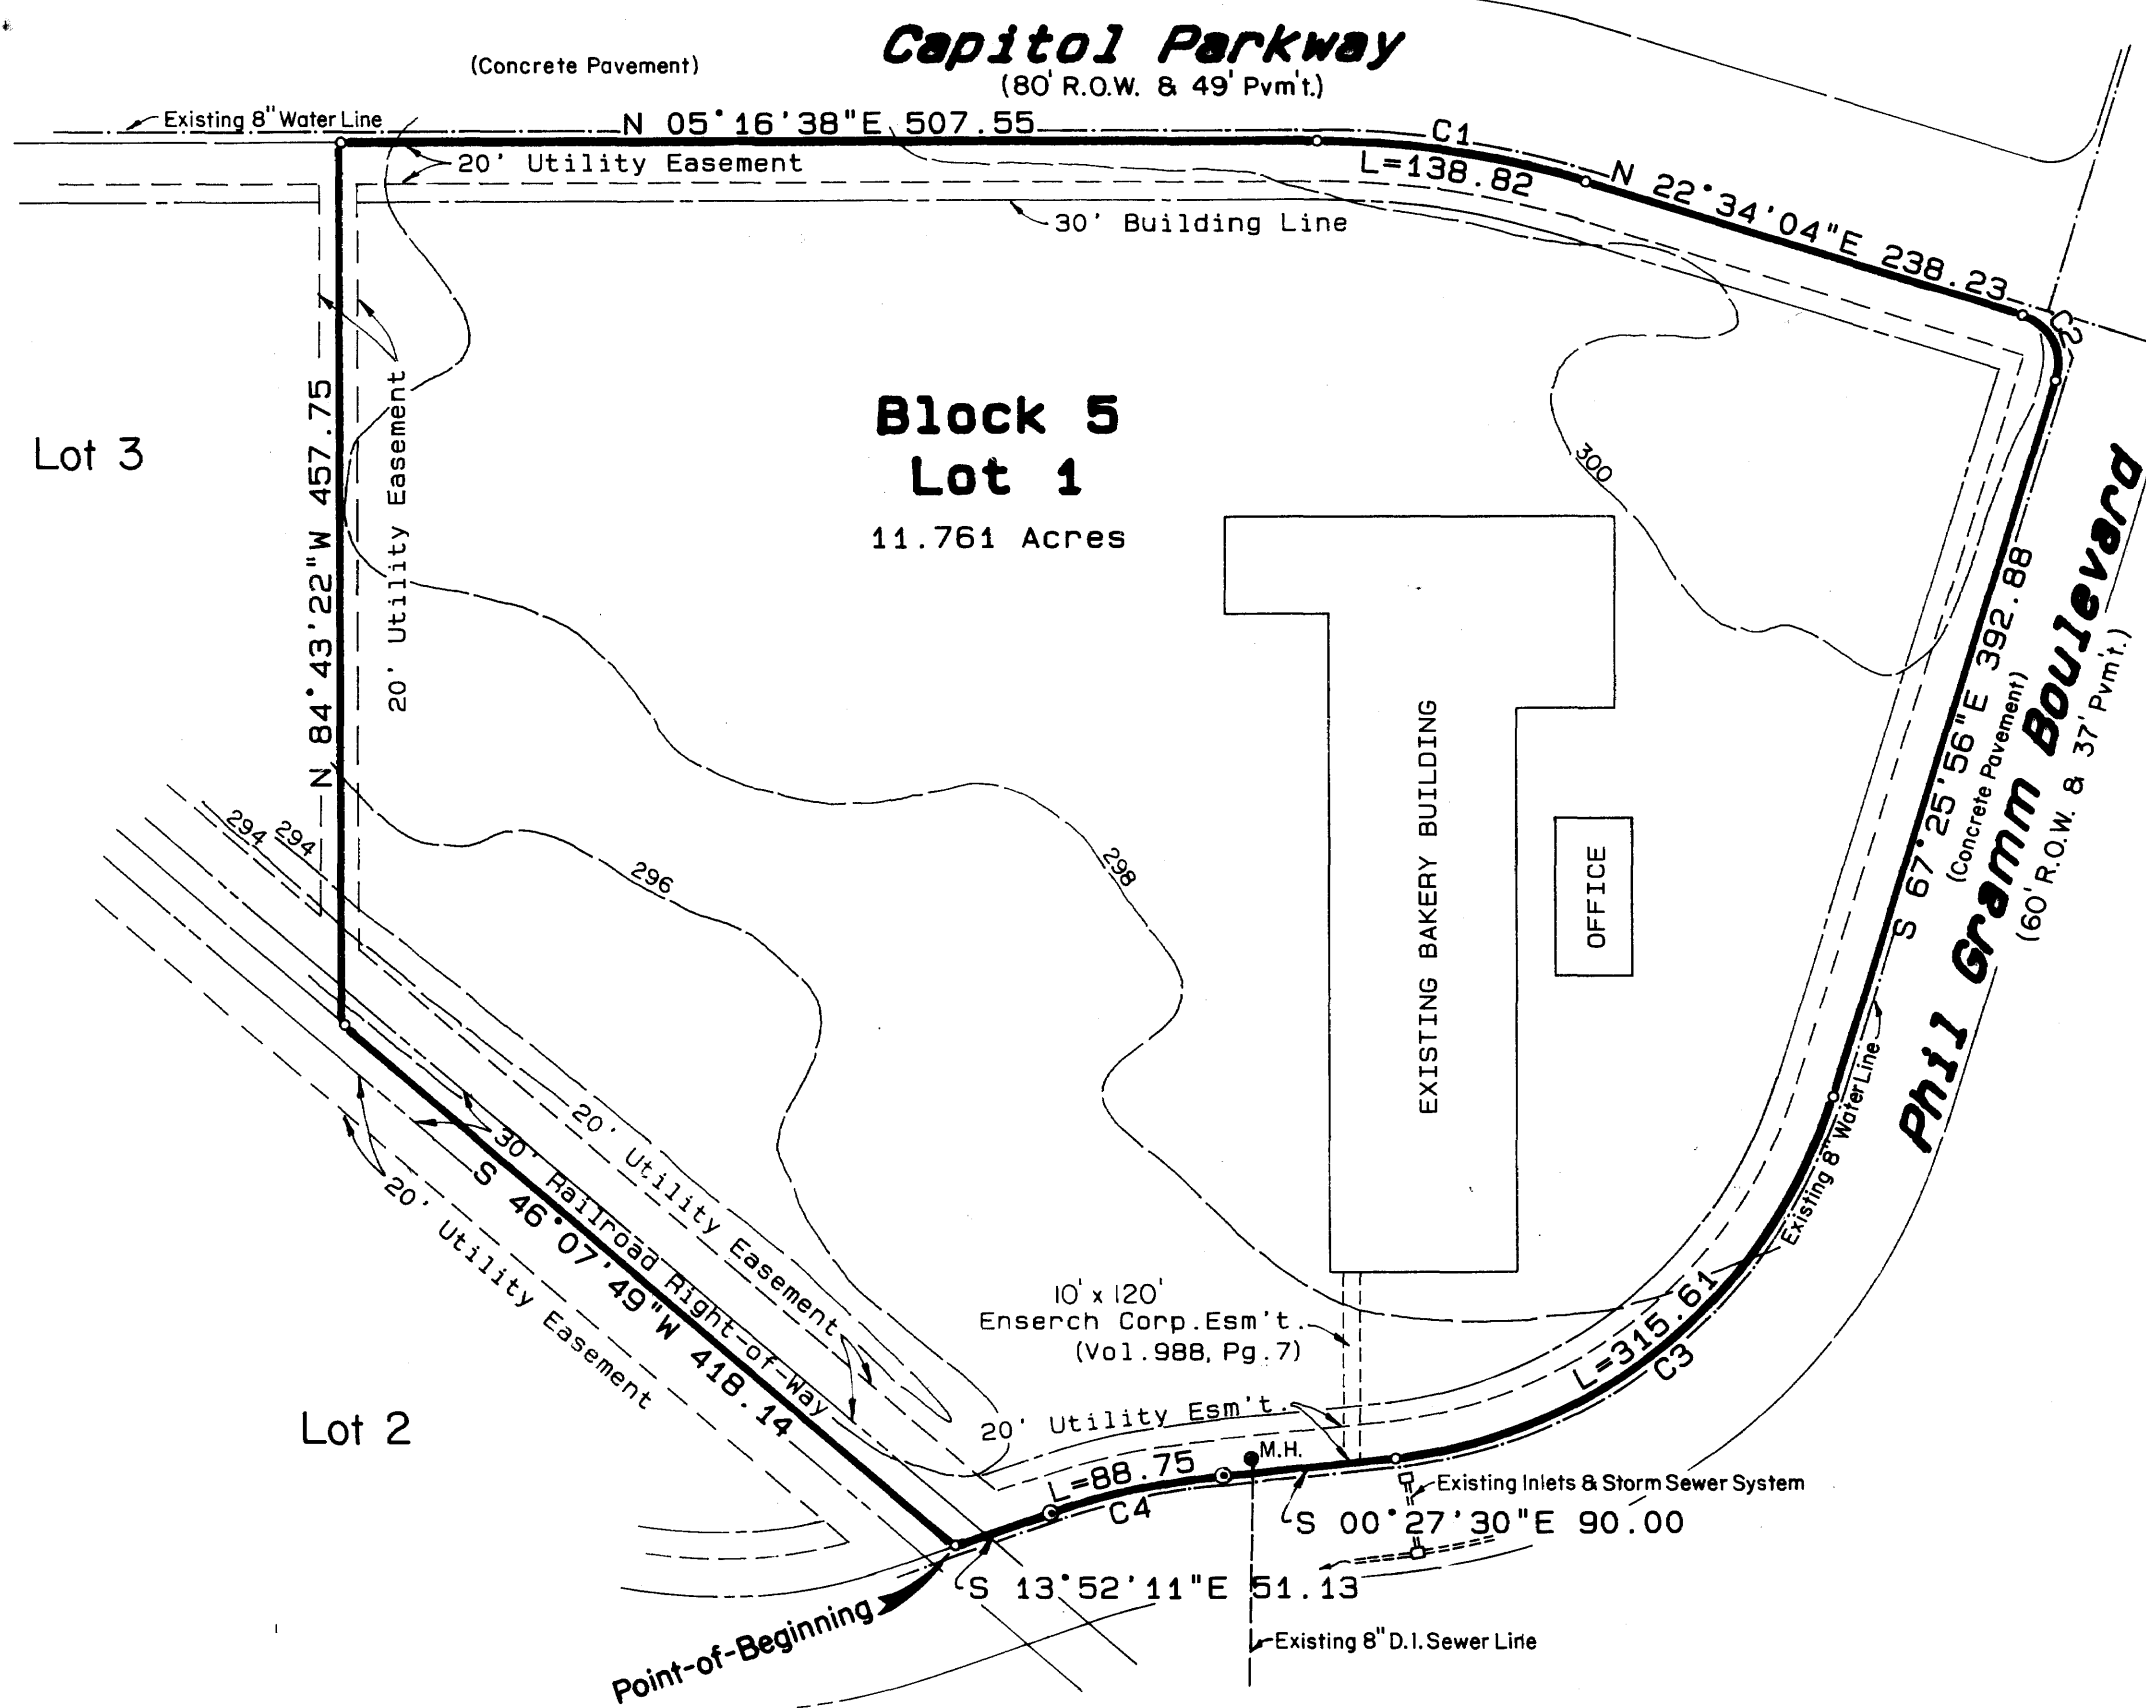 Capitol Parkway
(Concrete Pavement)
(80' R.O.W. & 49' Pvm't.)
Existing 8" Water Line
N 05°16'38"E 507.55
C1
20' Utility Easement
L=138.82
N 22°34'04"E 238.23
30' Building Line
C2
Block 5
Lot 1
11.761 Acres
Lot 3
N 84°43'22"W 457.75
20' Utility Easement
300
S 67°25'56"E 392.88
(Concrete Pavement)
Phil Gramm Boulevard
(60' R.O.W. & 37' Pvm't.)
294
294
296
298
EXISTING BAKERY BUILDING
OFFICE
Existing 8" Water Line
20' Utility Easement
30' Railroad Right-of-Way
S 46°07'49"W 418.14
20' Utility Easement
Lot 2
10' x 120'
Enserch Corp.Esm't.
(Vol.988, Pg.7)
L=315.61
C3
20' Utility Esm't.
M.H.
L=88.75
C4
Existing Inlets & Storm Sewer System
S 00°27'30"E 90.00
S 13°52'11"E 51.13
Point-of-Beginning
Existing 8" D.I. Sewer Line